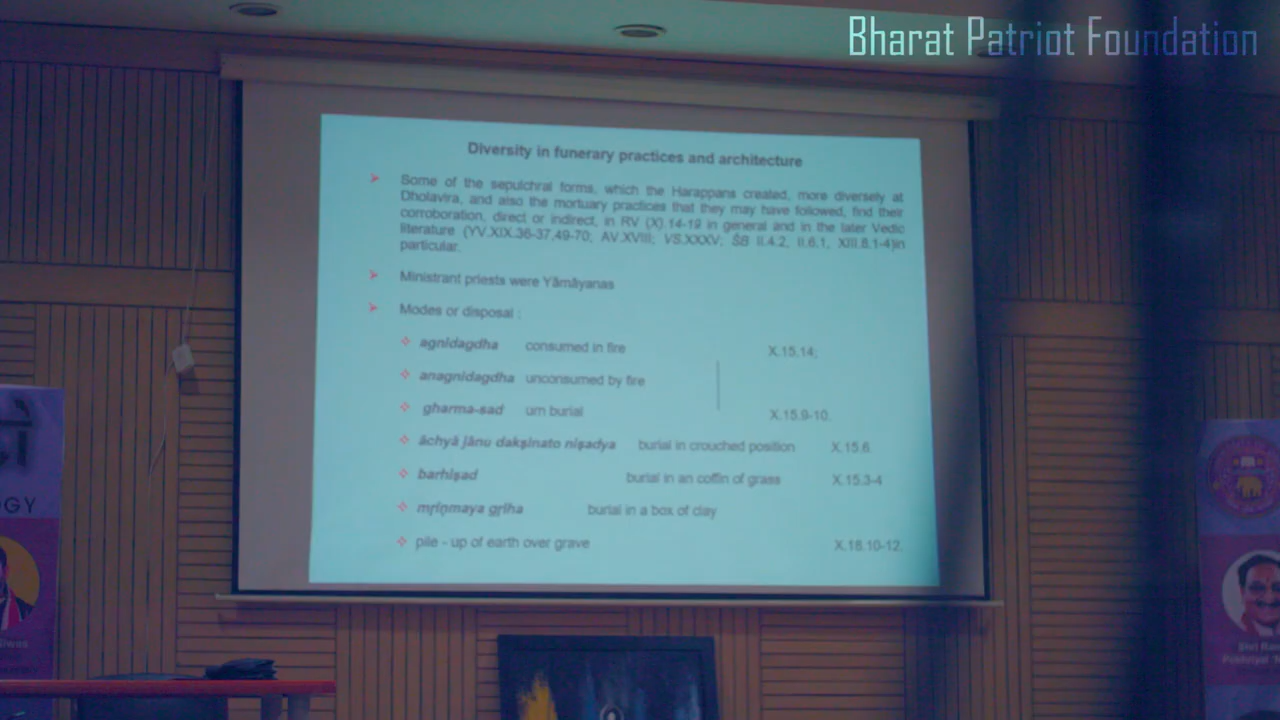 Bharat Patriot Foundation
Diversity in funerary practices and architecture
Some of the sepulchral forms, which the Harappans created, more diversely at
Dholavira, and also the mortuary practices that they may have followed, find their
corroboration, direct or indirect, in RV (X).14-19 in general and in the later Vedic
literature (YV.XIX.36-37,49-70; AV.XVIII; VS.XXXV; ŚB II.4.2, II.6.1, XIII.8.1-4)in
particular.
Ministrant priests were Yāmāyanas
Modes or disposal :
agnidagdha consumed in fire X.15.14;
anagnidagdha unconsumed by fire
gharma-sad urn burial X.15.9-10.
āchyā jānu dakṣinato niṣadya burial in crouched position X.15.6
barhiṣad burial in an coffin of grass X.15.3-4
mṛiṇmaya gṛiha burial in a box of clay
pile - up of earth over grave X.18.10-12.
GY
Shri